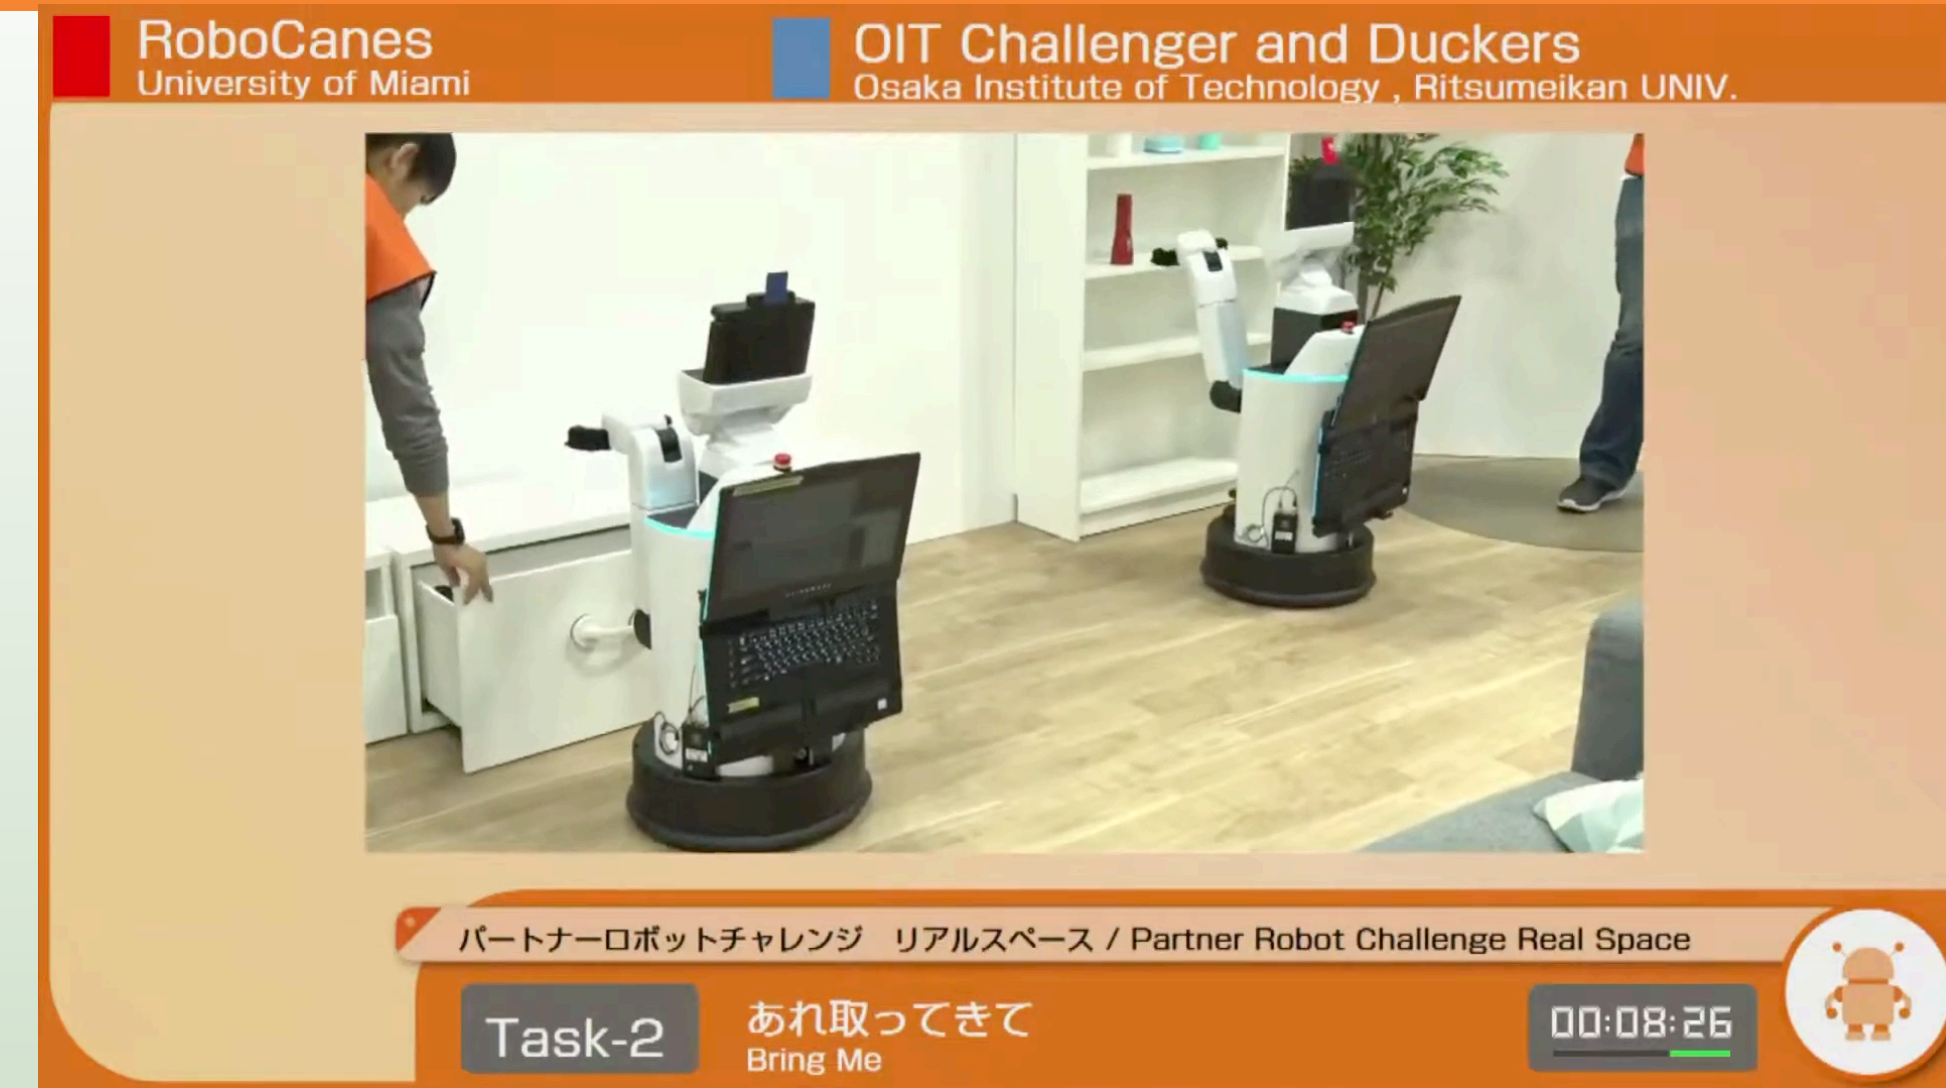 RoboCanes
University of Miami
OIT Challenger and Duckers
Osaka Institute of Technology , Ritsumeikan UNIV.
パートナーロボットチャレンジ リアルスペース / Partner Robot Challenge Real Space
Task-2
あれ取ってきて
Bring Me
00:08:26